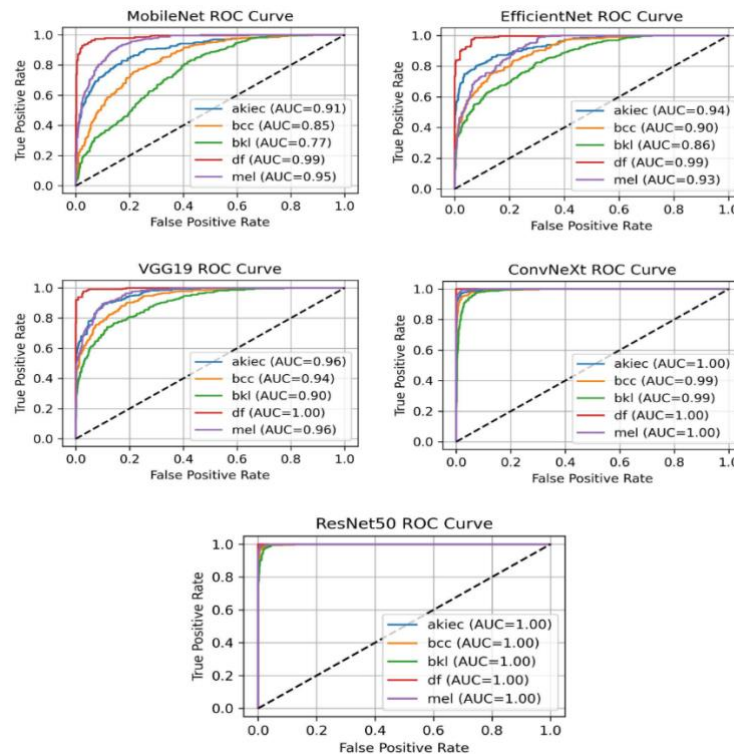 MobileNet ROC Curve
True Positive Rate
1.0
0.8
0.6
0.4
0.2
0.0
akiec (AUC=0.91)
bcc (AUC=0.85)
bkl (AUC=0.77)
df (AUC=0.99)
mel (AUC=0.95)
0.0 0.2 0.4 0.6 0.8 1.0
False Positive Rate
EfficientNet ROC Curve
True Positive Rate
1.0
0.8
0.6
0.4
0.2
0.0
akiec (AUC=0.94)
bcc (AUC=0.90)
bkl (AUC=0.86)
df (AUC=0.99)
mel (AUC=0.93)
0.0 0.2 0.4 0.6 0.8 1.0
False Positive Rate
VGG19 ROC Curve
True Positive Rate
1.0
0.8
0.6
0.4
0.2
0.0
akiec (AUC=0.96)
bcc (AUC=0.94)
bkl (AUC=0.90)
df (AUC=1.00)
mel (AUC=0.96)
0.0 0.2 0.4 0.6 0.8 1.0
False Positive Rate
ConvNeXt ROC Curve
True Positive Rate
1.0
0.8
0.6
0.4
0.2
0.0
akiec (AUC=1.00)
bcc (AUC=0.99)
bkl (AUC=0.99)
df (AUC=1.00)
mel (AUC=1.00)
0.0 0.2 0.4 0.6 0.8 1.0
False Positive Rate
ResNet50 ROC Curve
True Positive Rate
1.0
0.8
0.6
0.4
0.2
0.0
akiec (AUC=1.00)
bcc (AUC=1.00)
bkl (AUC=1.00)
df (AUC=1.00)
mel (AUC=1.00)
0.0 0.2 0.4 0.6 0.8 1.0
False Positive Rate